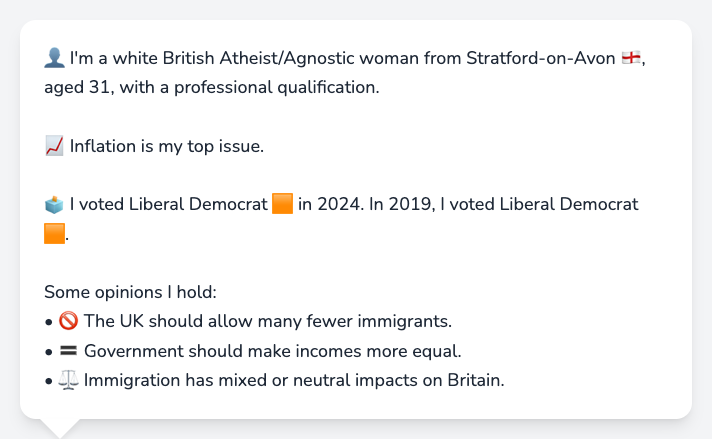 👤 I'm a white British Atheist/Agnostic woman from Stratford-on-Avon 🏴󠁧󠁢󠁥󠁮󠁧󠁿,
aged 31, with a professional qualification.
📈 Inflation is my top issue.
🗳️ I voted Liberal Democrat 🟧 in 2024. In 2019, I voted Liberal Democrat
🟧.
Some opinions I hold:
• 🚫 The UK should allow many fewer immigrants.
• 🟰 Government should make incomes more equal.
• ⚖️ Immigration has mixed or neutral impacts on Britain.